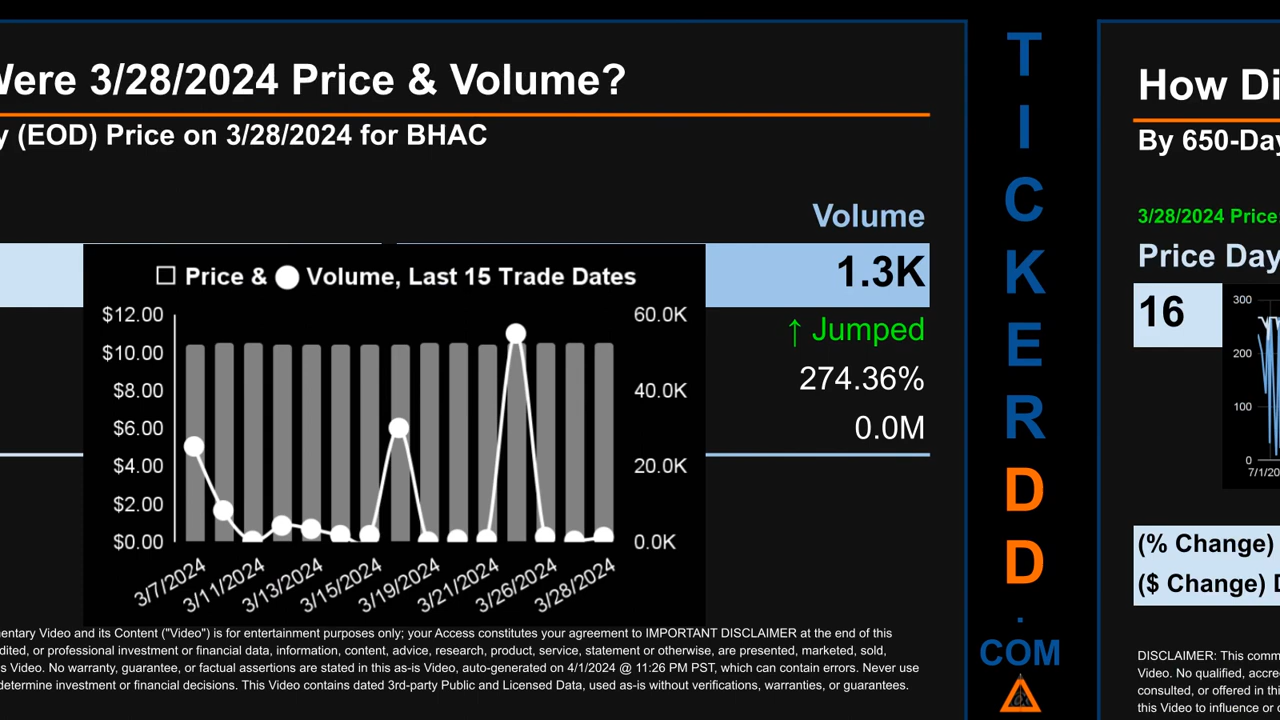 Were 3/28/2024 Price & Volume?
(EOD) Price on 3/28/2024 for BHAC
Volume
1.3K
↑ Jumped
274.36%
0.0M
Price & Volume, Last 15 Trade Dates
$12.00
$10.00
$8.00
$6.00
$4.00
$2.00
$0.00
60.0K
40.0K
20.0K
0.0K
3/7/2024
3/11/2024
3/13/2024
3/15/2024
3/19/2024
3/21/2024
3/26/2024
3/28/2024
mentary Video and its Content ("Video") is for entertainment purposes only; your Access constitutes your agreement to IMPORTANT DISCLAIMER at the end of this
dited, or professional investment or financial data, information, content, advice, research, product, service, statement or otherwise, are presented, marketed, sold,
s Video. No warranty, guarantee, or factual assertions are stated in this as-is Video, auto-generated on 4/1/2024 @ 11:26 PM PST, which can contain errors. Never use
determine investment or financial decisions. This Video contains dated 3rd-party Public and Licensed Data, used as-is without verifications, warranties, or guarantees.
TICKERDD
.
COM
How Di
By 650-Day
3/28/2024 Price
Price Day
16
300
200
100
0
7/1/20
(% Change)
($ Change) D
DISCLAIMER: This comm
Video. No qualified, accre
consulted, or offered in thi
this Video to influence or